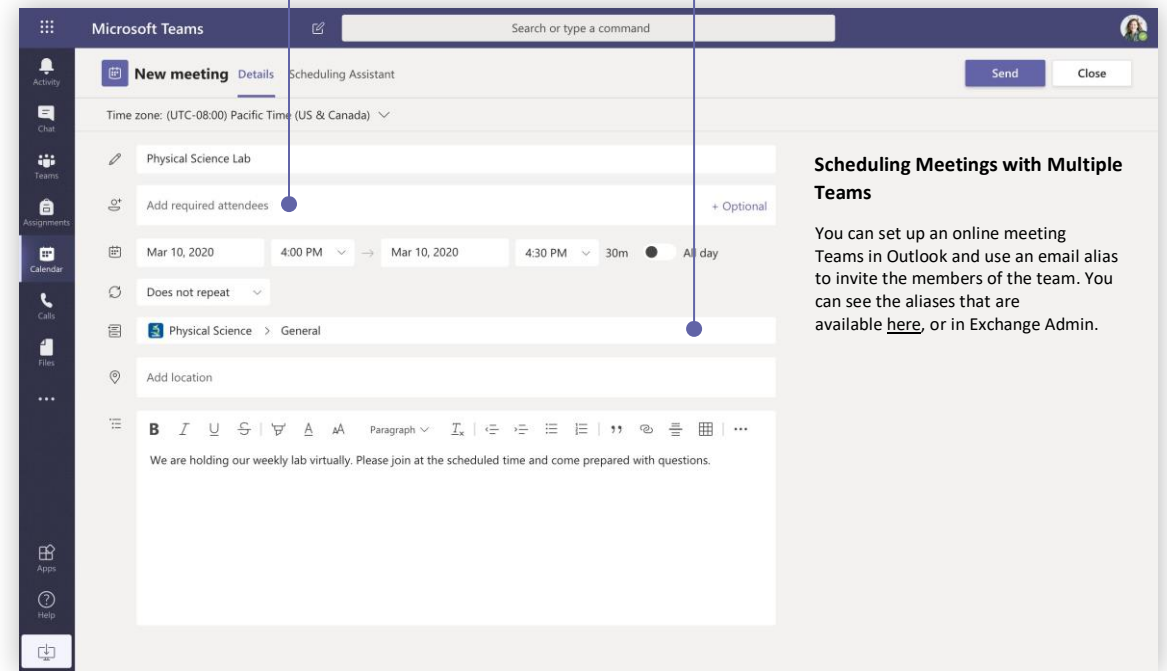 Microsoft Teams
Search or type a command
Activity
Chat
Teams
Assignments
Calendar
Calls
Files
Apps
Help
New meeting Details Scheduling Assistant
Send
Close
Time zone: (UTC-08:00) Pacific Time (US & Canada)
Physical Science Lab
Add required attendees
+ Optional
Mar 10, 2020 4:00 PM → Mar 10, 2020 4:30 PM 30m All day
Does not repeat
Physical Science > General
Add location
B I U S A AA Paragraph Tx
We are holding our weekly lab virtually. Please join at the scheduled time and come prepared with questions.
Scheduling Meetings with Multiple
Teams
You can set up an online meeting
Teams in Outlook and use an email alias
to invite the members of the team. You
can see the aliases that are
available here, or in Exchange Admin.